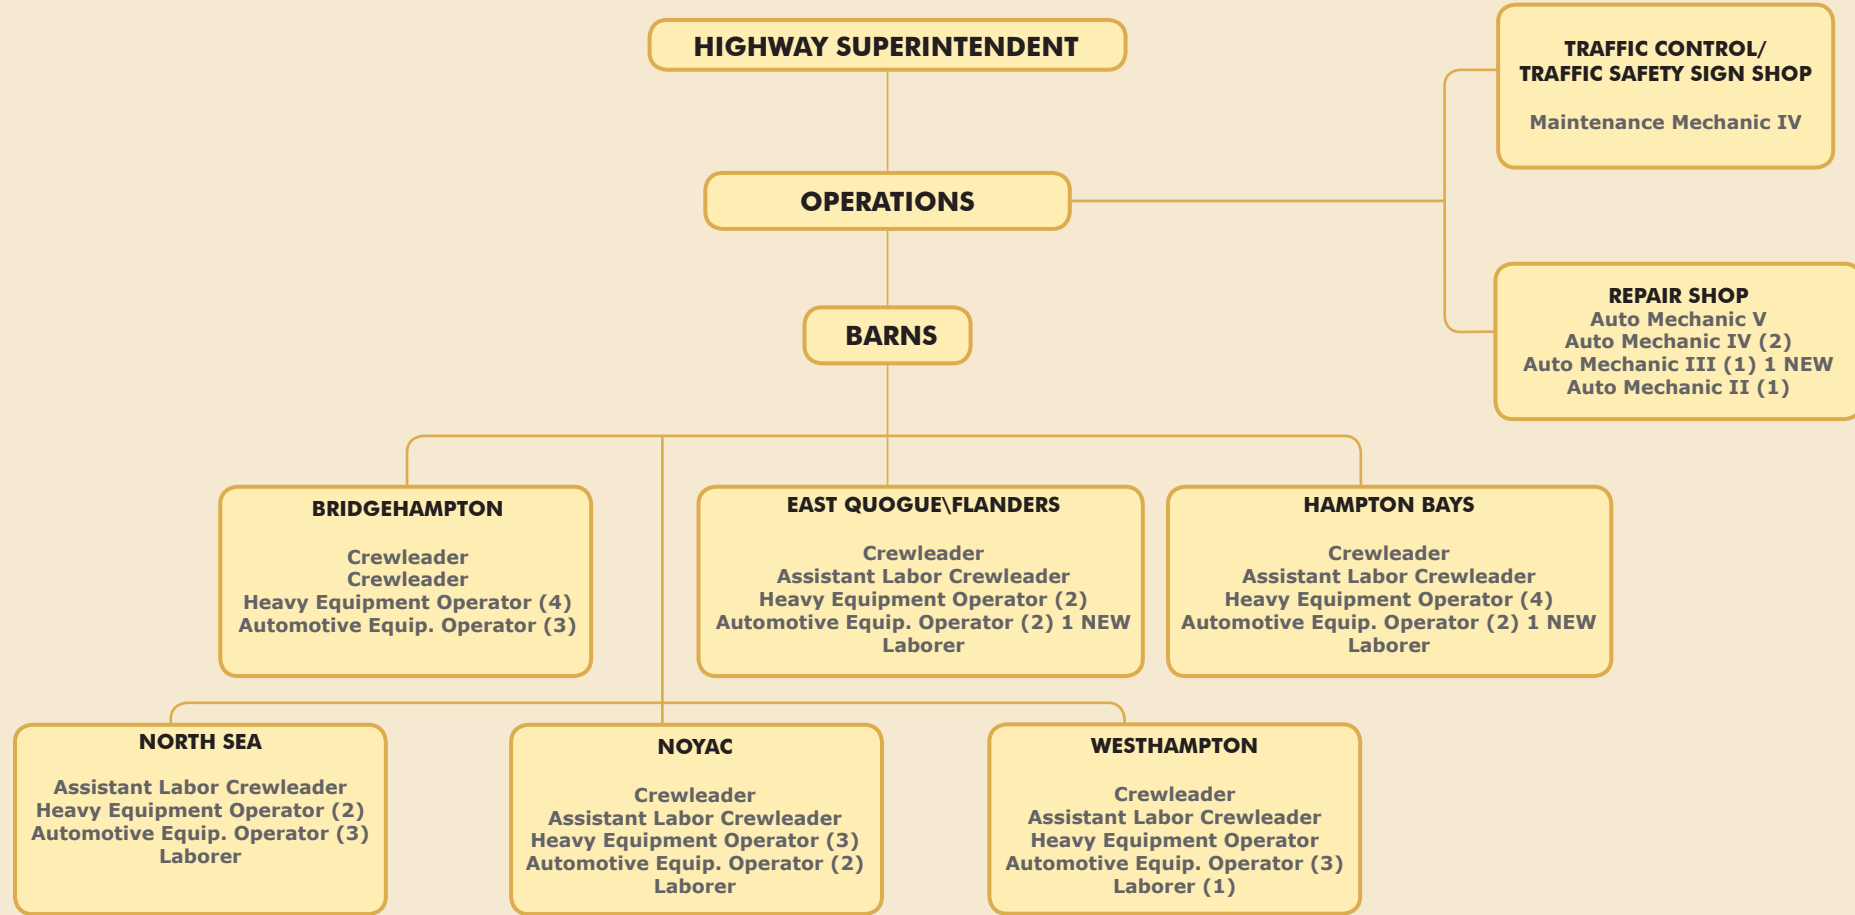 HIGHWAY SUPERINTENDENT
TRAFFIC CONTROL/
TRAFFIC SAFETY SIGN SHOP
Maintenance Mechanic IV
OPERATIONS
REPAIR SHOP
Auto Mechanic V
Auto Mechanic IV (2)
Auto Mechanic III (1) 1 NEW
Auto Mechanic II (1)
BARNS
BRIDGEHAMPTON
Crewleader
Crewleader
Heavy Equipment Operator (4)
Automotive Equip. Operator (3)
EAST QUOGUE\FLANDERS
Crewleader
Assistant Labor Crewleader
Heavy Equipment Operator (2)
Automotive Equip. Operator (2) 1 NEW
Laborer
HAMPTON BAYS
Crewleader
Assistant Labor Crewleader
Heavy Equipment Operator (4)
Automotive Equip. Operator (2) 1 NEW
Laborer
NORTH SEA
Assistant Labor Crewleader
Heavy Equipment Operator (2)
Automotive Equip. Operator (3)
Laborer
NOYAC
Crewleader
Assistant Labor Crewleader
Heavy Equipment Operator (3)
Automotive Equip. Operator (2)
Laborer
WESTHAMPTON
Crewleader
Assistant Labor Crewleader
Heavy Equipment Operator
Automotive Equip. Operator (3)
Laborer (1)